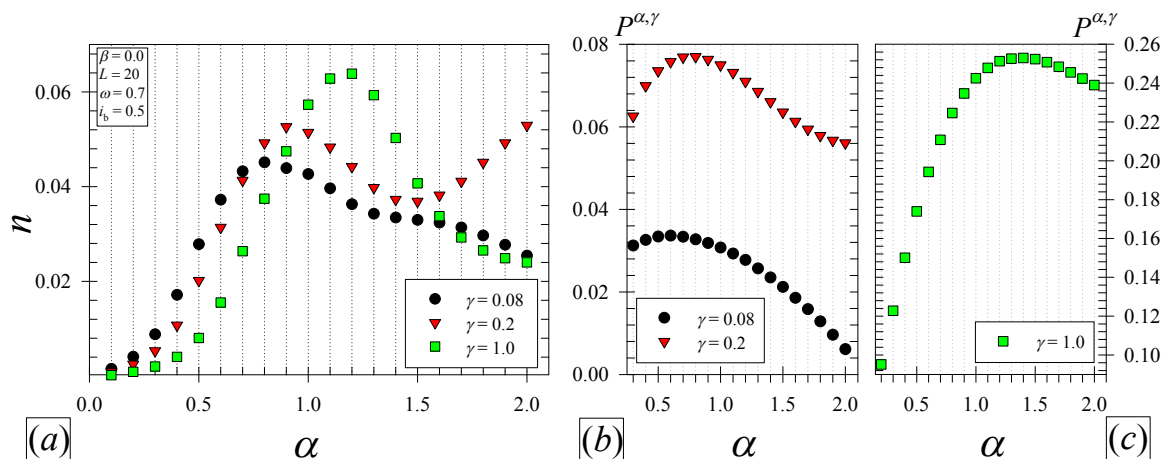 β = 0.0
L = 20
ω = 0.7
i_b = 0.5
n
0.06
0.04
0.02
0.0 0.5 1.0 1.5 2.0
α
γ = 0.08
γ = 0.2
γ = 1.0
(a)
P^{α,γ}
0.08
0.06
0.04
0.02
0.00
0.5 1.0 1.5 2.0
α
γ = 0.08
γ = 0.2
(b)
P^{α,γ}
0.26
0.24
0.22
0.20
0.18
0.16
0.14
0.12
0.10
0.5 1.0 1.5 2.0
α
γ = 1.0
(c)